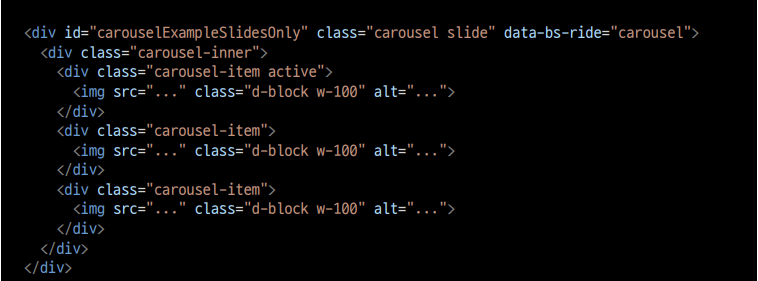 <div id="carouselExampleSlidesOnly" class="carousel slide" data-bs-ride="carousel">
  <div class="carousel-inner">
    <div class="carousel-item active">
      <img src="..." class="d-block w-100" alt="...">
    </div>
    <div class="carousel-item">
      <img src="..." class="d-block w-100" alt="...">
    </div>
    <div class="carousel-item">
      <img src="..." class="d-block w-100" alt="...">
    </div>
  </div>
</div>